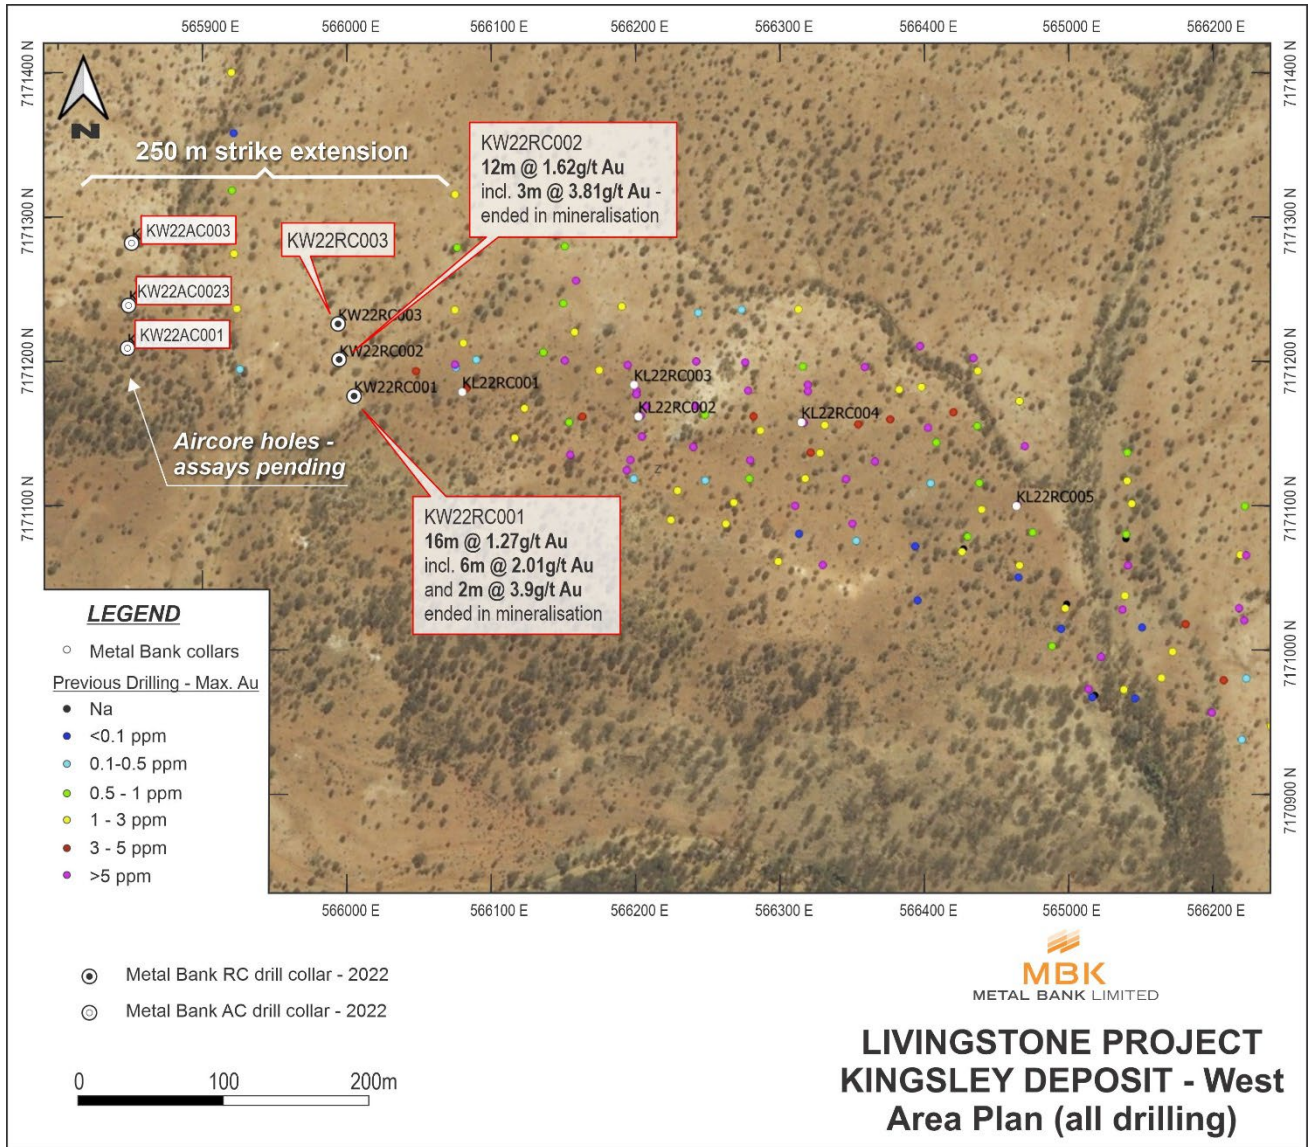 565900 E 566000 E 566100 E 566200 E 566300 E 566400 E 565000 E 566200 E
7171400 N 7171400 N
N
250 m strike extension
KW22RC002
12m @ 1.62g/t Au
incl. 3m @ 3.81g/t Au -
ended in mineralisation
7171300 N 7171300 N
KW22AC003
KW22RC003
KW22AC0023
KW22RC003
KW22AC001
KW22RC002
7171200 N 7171200 N
KW22RC001
KL22RC001
KL22RC003
KL22RC002
KL22RC004
Aircore holes -
assays pending
KL22RC005
7171100 N 7171100 N
KW22RC001
16m @ 1.27g/t Au
incl. 6m @ 2.01g/t Au
and 2m @ 3.9g/t Au
ended in mineralisation
7171000 N
7170900 N
LEGEND
Metal Bank collars
Previous Drilling - Max. Au
Na
<0.1 ppm
0.1-0.5 ppm
0.5 - 1 ppm
1 - 3 ppm
3 - 5 ppm
>5 ppm
566000 E 566100 E 566200 E 566300 E 566400 E 565000 E 566200 E
Metal Bank RC drill collar - 2022
Metal Bank AC drill collar - 2022
0 100 200m
MBK
METAL BANK LIMITED
LIVINGSTONE PROJECT
KINGSLEY DEPOSIT - West
Area Plan (all drilling)